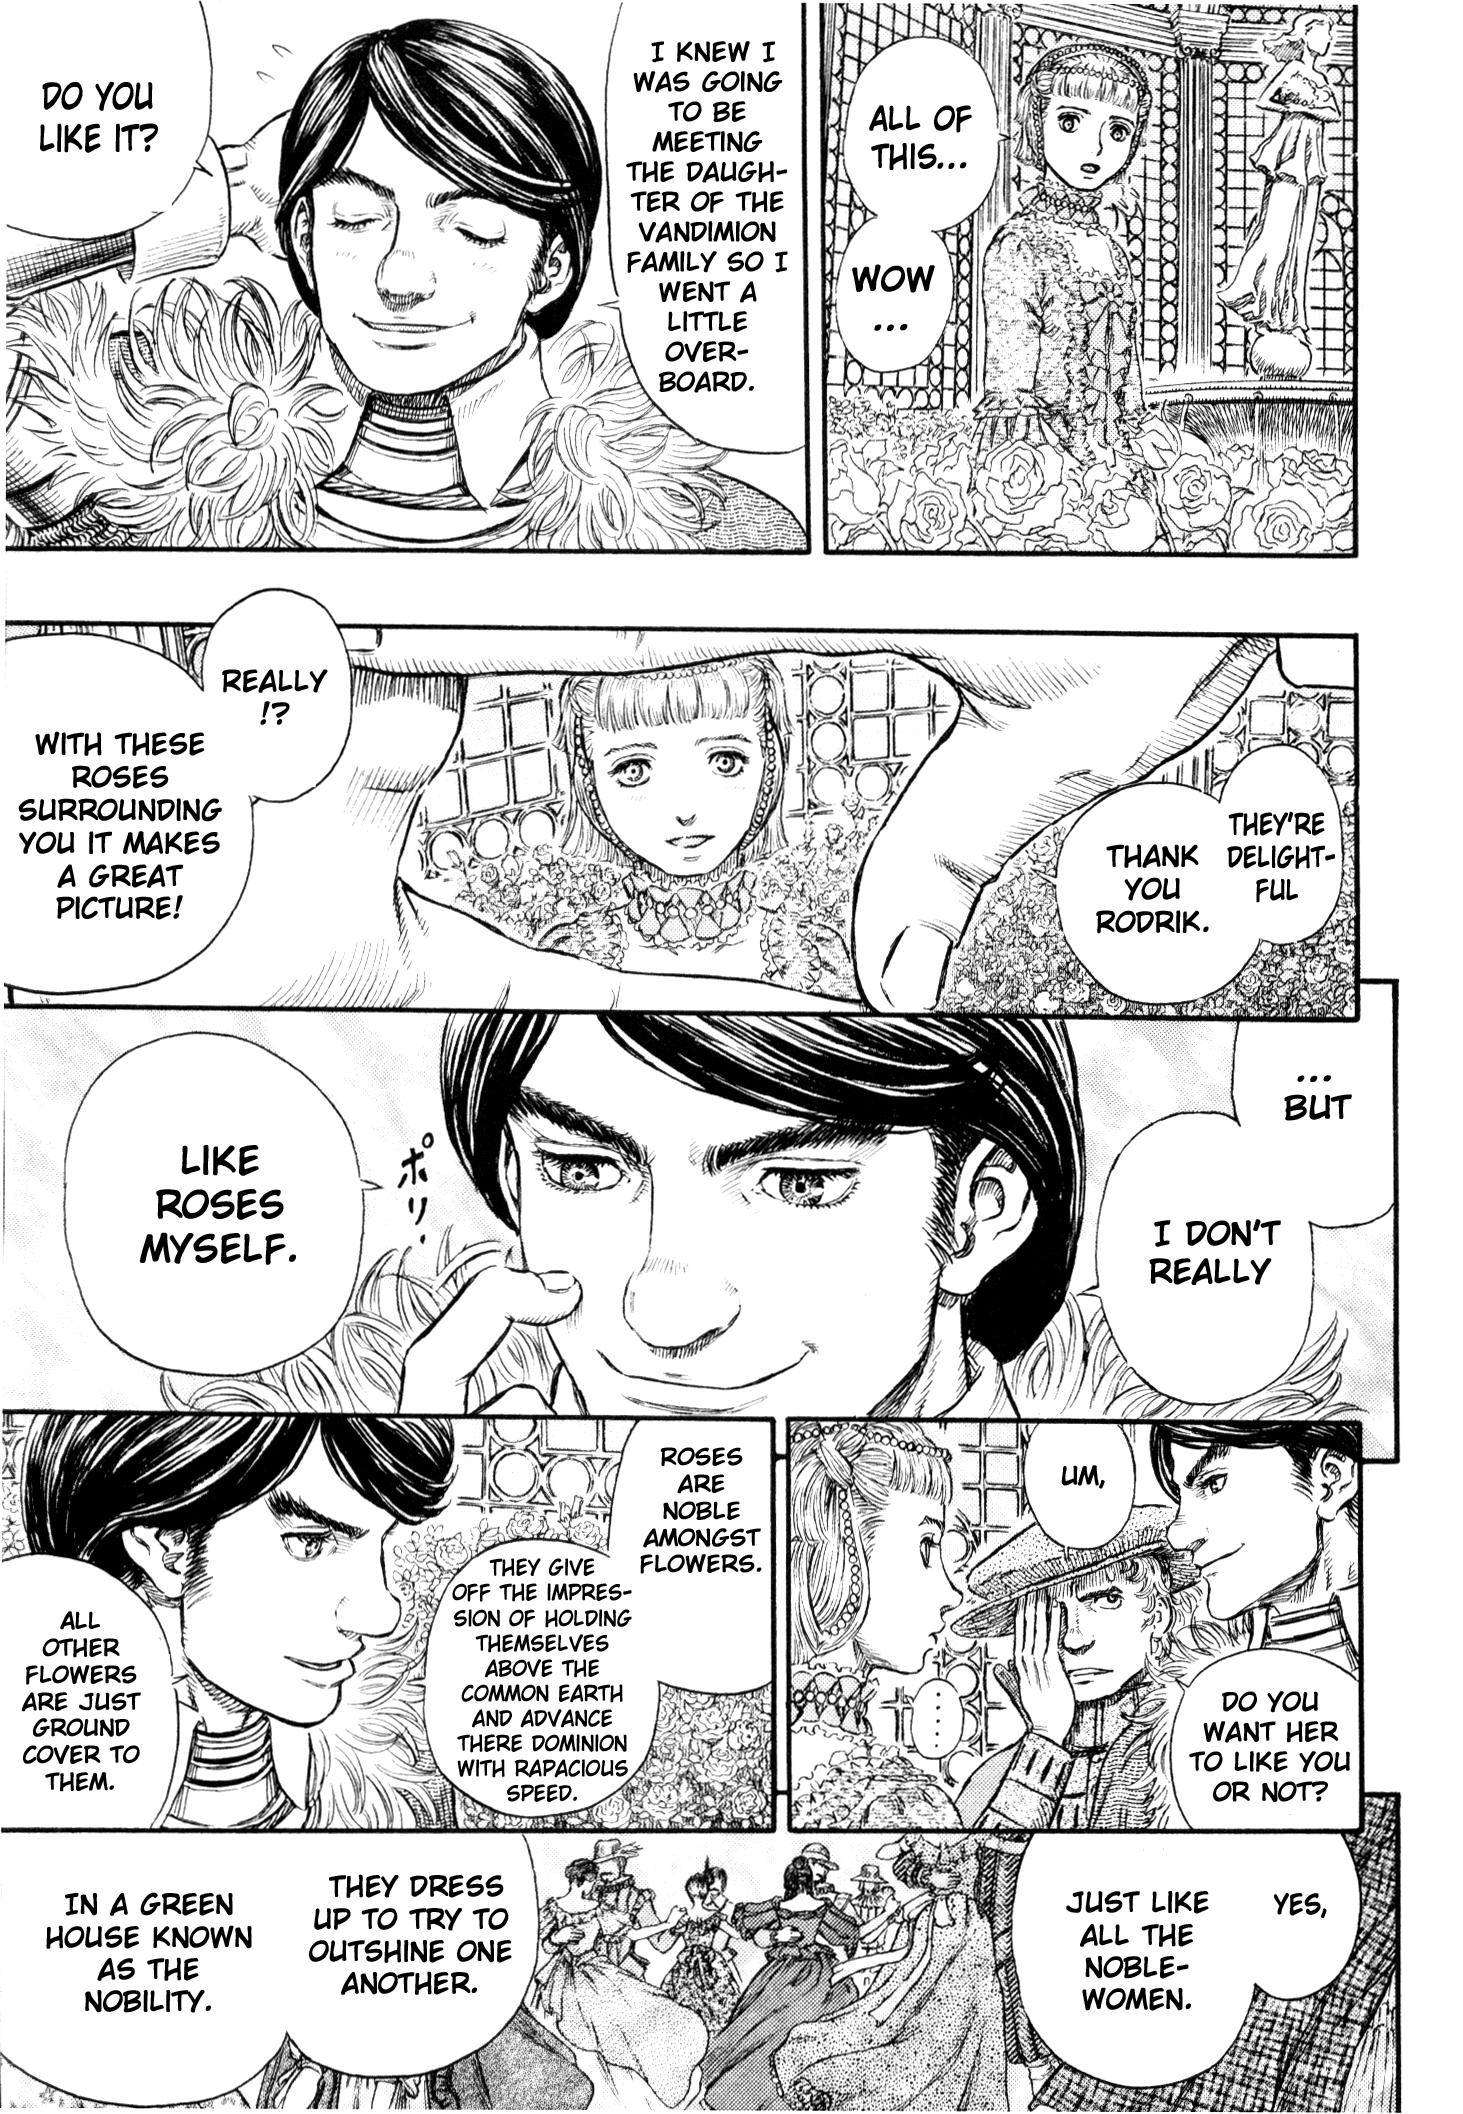 ALL OF
THIS...
WOW
...
I KNEW I
WAS GOING
TO BE
MEETING
THE DAUGH-
TER OF THE
VANDIMION
FAMILY SO I
WENT A
LITTLE
OVER-
BOARD.
DO YOU
LIKE IT?
THEY'RE
DELIGHT-
FUL
THANK
YOU
RODRIK.
REALLY
!?
WITH THESE
ROSES
SURROUNDING
YOU IT MAKES
A GREAT
PICTURE!
...
BUT
I DON'T
REALLY
ポリ.
LIKE
ROSES
MYSELF.
UM,
.....
DO YOU
WANT HER
TO LIKE YOU
OR NOT?
ROSES
ARE
NOBLE
AMONGST
FLOWERS.
THEY GIVE
OFF THE IMPRES-
SION OF HOLDING
THEMSELVES
ABOVE THE
COMMON EARTH
AND ADVANCE
THERE DOMINION
WITH RAPACIOUS
SPEED.
ALL
OTHER
FLOWERS
ARE JUST
GROUND
COVER TO
THEM.
YES,
JUST LIKE
ALL THE
NOBLE-
WOMEN.
THEY DRESS
UP TO TRY TO
OUTSHINE ONE
ANOTHER.
IN A GREEN
HOUSE KNOWN
AS THE
NOBILITY.